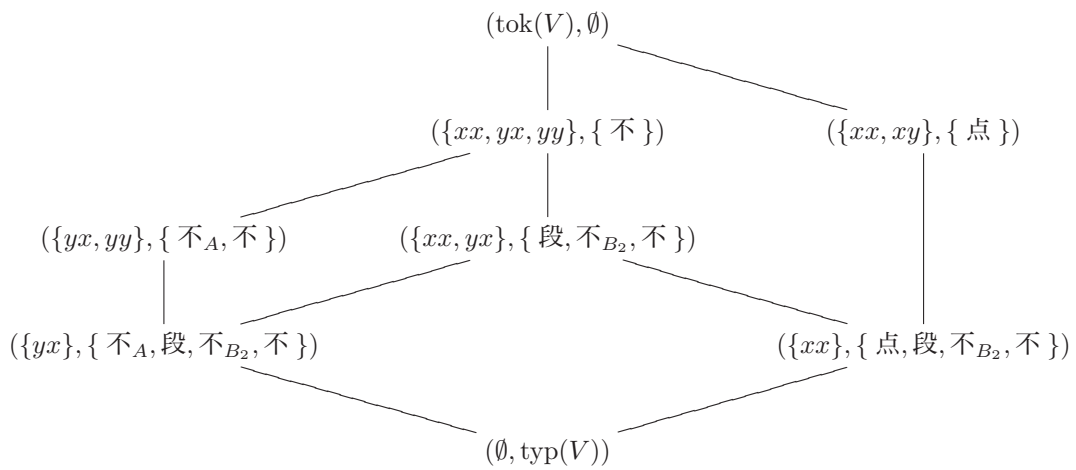 (tok(V), ∅)
({xx, yx, yy}, { 不 }) ({xx, xy}, { 点 })
({yx, yy}, { 不_A, 不 }) ({xx, yx}, { 段, 不_{B_2}, 不 })
({yx}, { 不_A, 段, 不_{B_2}, 不 }) ({xx}, { 点, 段, 不_{B_2}, 不 })
(∅, typ(V))